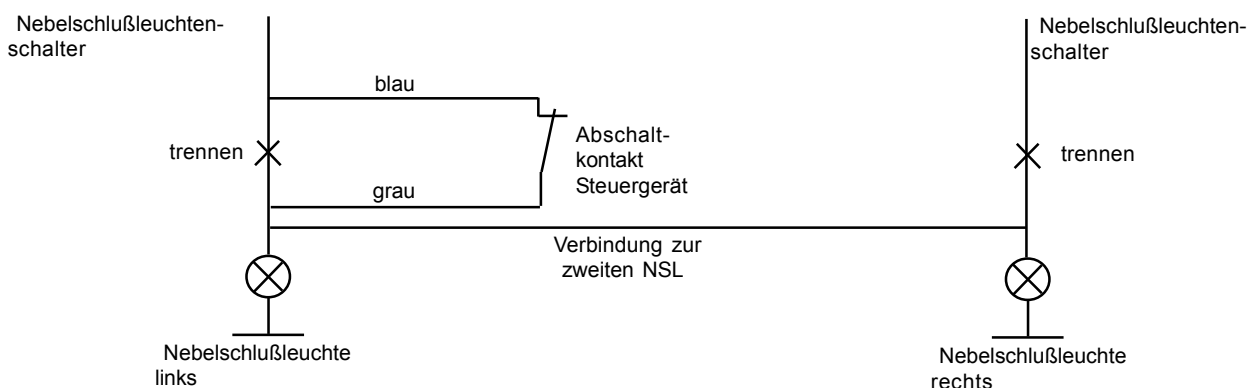 Nebelschlußleuchten-
schalter
Nebelschlußleuchten-
schalter
blau
trennen
Abschalt-
kontakt
Steuergerät
trennen
grau
Verbindung zur
zweiten NSL
Nebelschlußleuchte
links
Nebelschlußleuchte
rechts